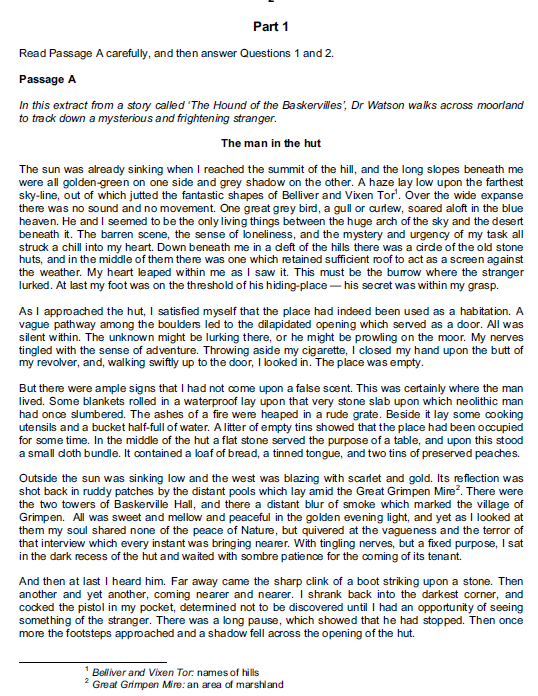 Part 1
Read Passage A carefully, and then answer Questions 1 and 2.
Passage A
In this extract from a story called ‘The Hound of the Baskervilles’, Dr Watson walks across moorland
to track down a mysterious and frightening stranger.
The man in the hut
The sun was already sinking when I reached the summit of the hill, and the long slopes beneath me
were all golden-green on one side and grey shadow on the other. A haze lay low upon the farthest
sky-line, out of which jutted the fantastic shapes of Belliver and Vixen Tor¹. Over the wide expanse
there was no sound and no movement. One great grey bird, a gull or curlew, soared aloft in the blue
heaven. He and I seemed to be the only living things between the huge arch of the sky and the desert
beneath it. The barren scene, the sense of loneliness, and the mystery and urgency of my task all
struck a chill into my heart. Down beneath me in a cleft of the hills there was a circle of the old stone
huts, and in the middle of them there was one which retained sufficient roof to act as a screen against
the weather. My heart leaped within me as I saw it. This must be the burrow where the stranger
lurked. At last my foot was on the threshold of his hiding-place — his secret was within my grasp.
As I approached the hut, I satisfied myself that the place had indeed been used as a habitation. A
vague pathway among the boulders led to the dilapidated opening which served as a door. All was
silent within. The unknown might be lurking there, or he might be prowling on the moor. My nerves
tingled with the sense of adventure. Throwing aside my cigarette, I closed my hand upon the butt of
my revolver, and, walking swiftly up to the door, I looked in. The place was empty.
But there were ample signs that I had not come upon a false scent. This was certainly where the man
lived. Some blankets rolled in a waterproof lay upon that very stone slab upon which neolithic man
had once slumbered. The ashes of a fire were heaped in a rude grate. Beside it lay some cooking
utensils and a bucket half-full of water. A litter of empty tins showed that the place had been occupied
for some time. In the middle of the hut a flat stone served the purpose of a table, and upon this stood
a small cloth bundle. It contained a loaf of bread, a tinned tongue, and two tins of preserved peaches.
Outside the sun was sinking low and the west was blazing with scarlet and gold. Its reflection was
shot back in ruddy patches by the distant pools which lay amid the Great Grimpen Mire². There were
the two towers of Baskerville Hall, and there a distant blur of smoke which marked the village of
Grimpen. All was sweet and mellow and peaceful in the golden evening light, and yet as I looked at
them my soul shared none of the peace of Nature, but quivered at the vagueness and the terror of
that interview which every instant was bringing nearer. With tingling nerves, but a fixed purpose, I sat
in the dark recess of the hut and waited with sombre patience for the coming of its tenant.
And then at last I heard him. Far away came the sharp clink of a boot striking upon a stone. Then
another and yet another, coming nearer and nearer. I shrank back into the darkest corner, and
cocked the pistol in my pocket, determined not to be discovered until I had an opportunity of seeing
something of the stranger. There was a long pause, which showed that he had stopped. Then once
more the footsteps approached and a shadow fell across the opening of the hut.
¹ Belliver and Vixen Tor: names of hills
² Great Grimpen Mire: an area of marshland